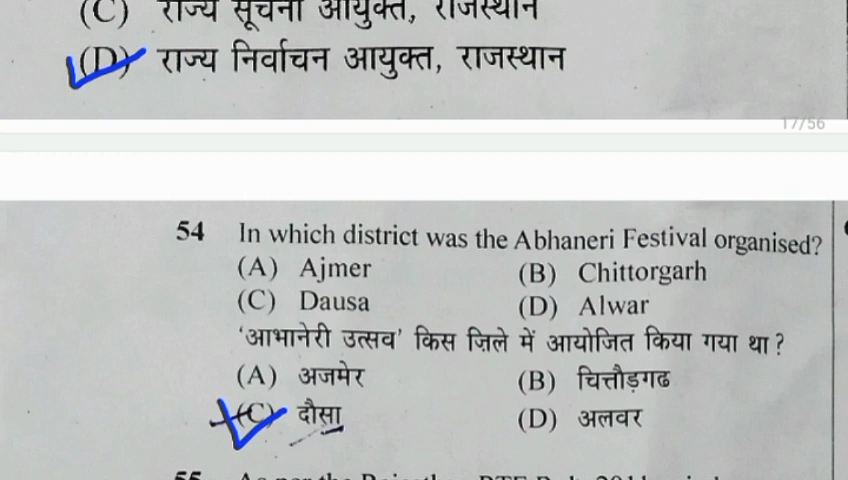 (C) राज्य सूचना आयुक्त, राजस्थान
(D) राज्य निर्वाचन आयुक्त, राजस्थान
17/56
54 In which district was the Abhaneri Festival organised?
(A) Ajmer (B) Chittorgarh
(C) Dausa (D) Alwar
'आभानेरी उत्सव' किस ज़िले में आयोजित किया गया था?
(A) अजमेर (B) चित्तौड़गढ
(C) दौसा (D) अलवर
55